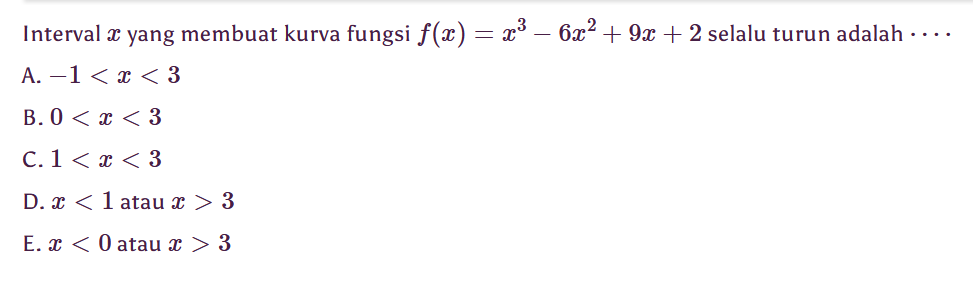 Interval x yang membuat kurva fungsi f(x) = x³ − 6x² + 9x + 2 selalu turun adalah ····
A. −1 < x < 3
B. 0 < x < 3
C. 1 < x < 3
D. x < 1 atau x > 3
E. x < 0 atau x > 3